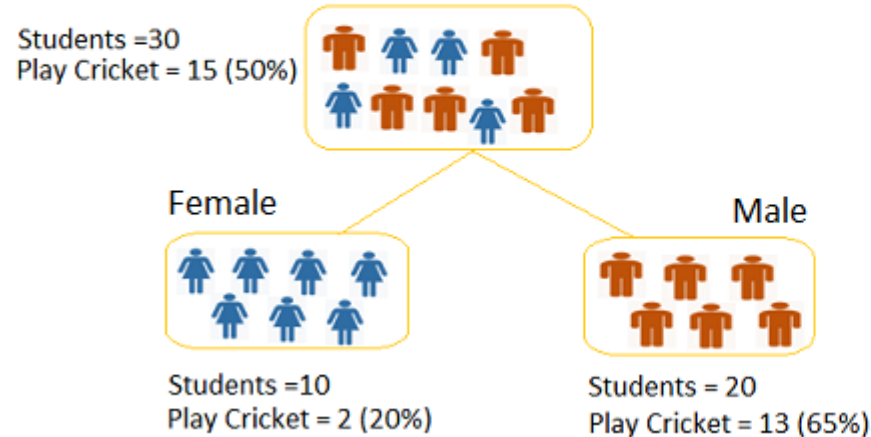 Students =30
Play Cricket = 15 (50%)
Female
Male
Students =10
Play Cricket = 2 (20%)
Students = 20
Play Cricket = 13 (65%)